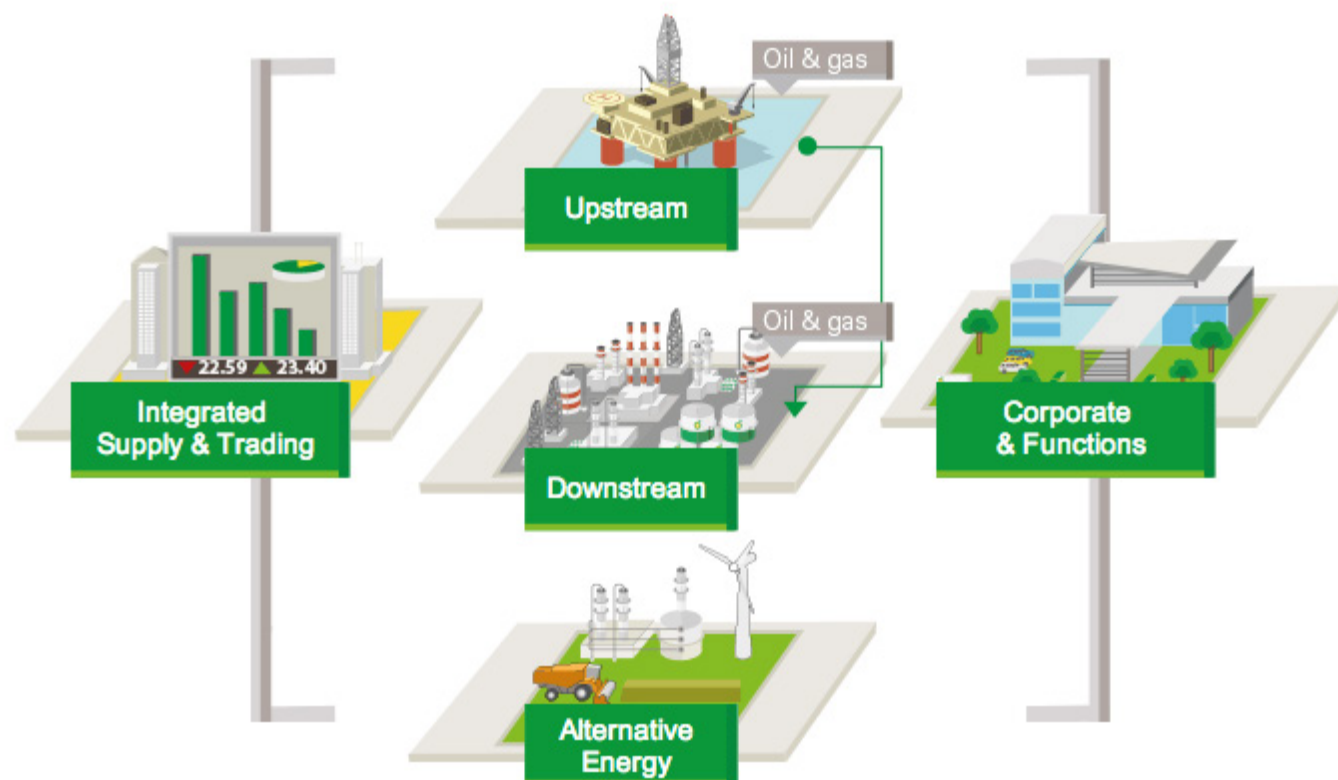 Oil & gas
Upstream
22.59 23.40
Integrated
Supply & Trading
Oil & gas
Downstream
Corporate
& Functions
Alternative
Energy